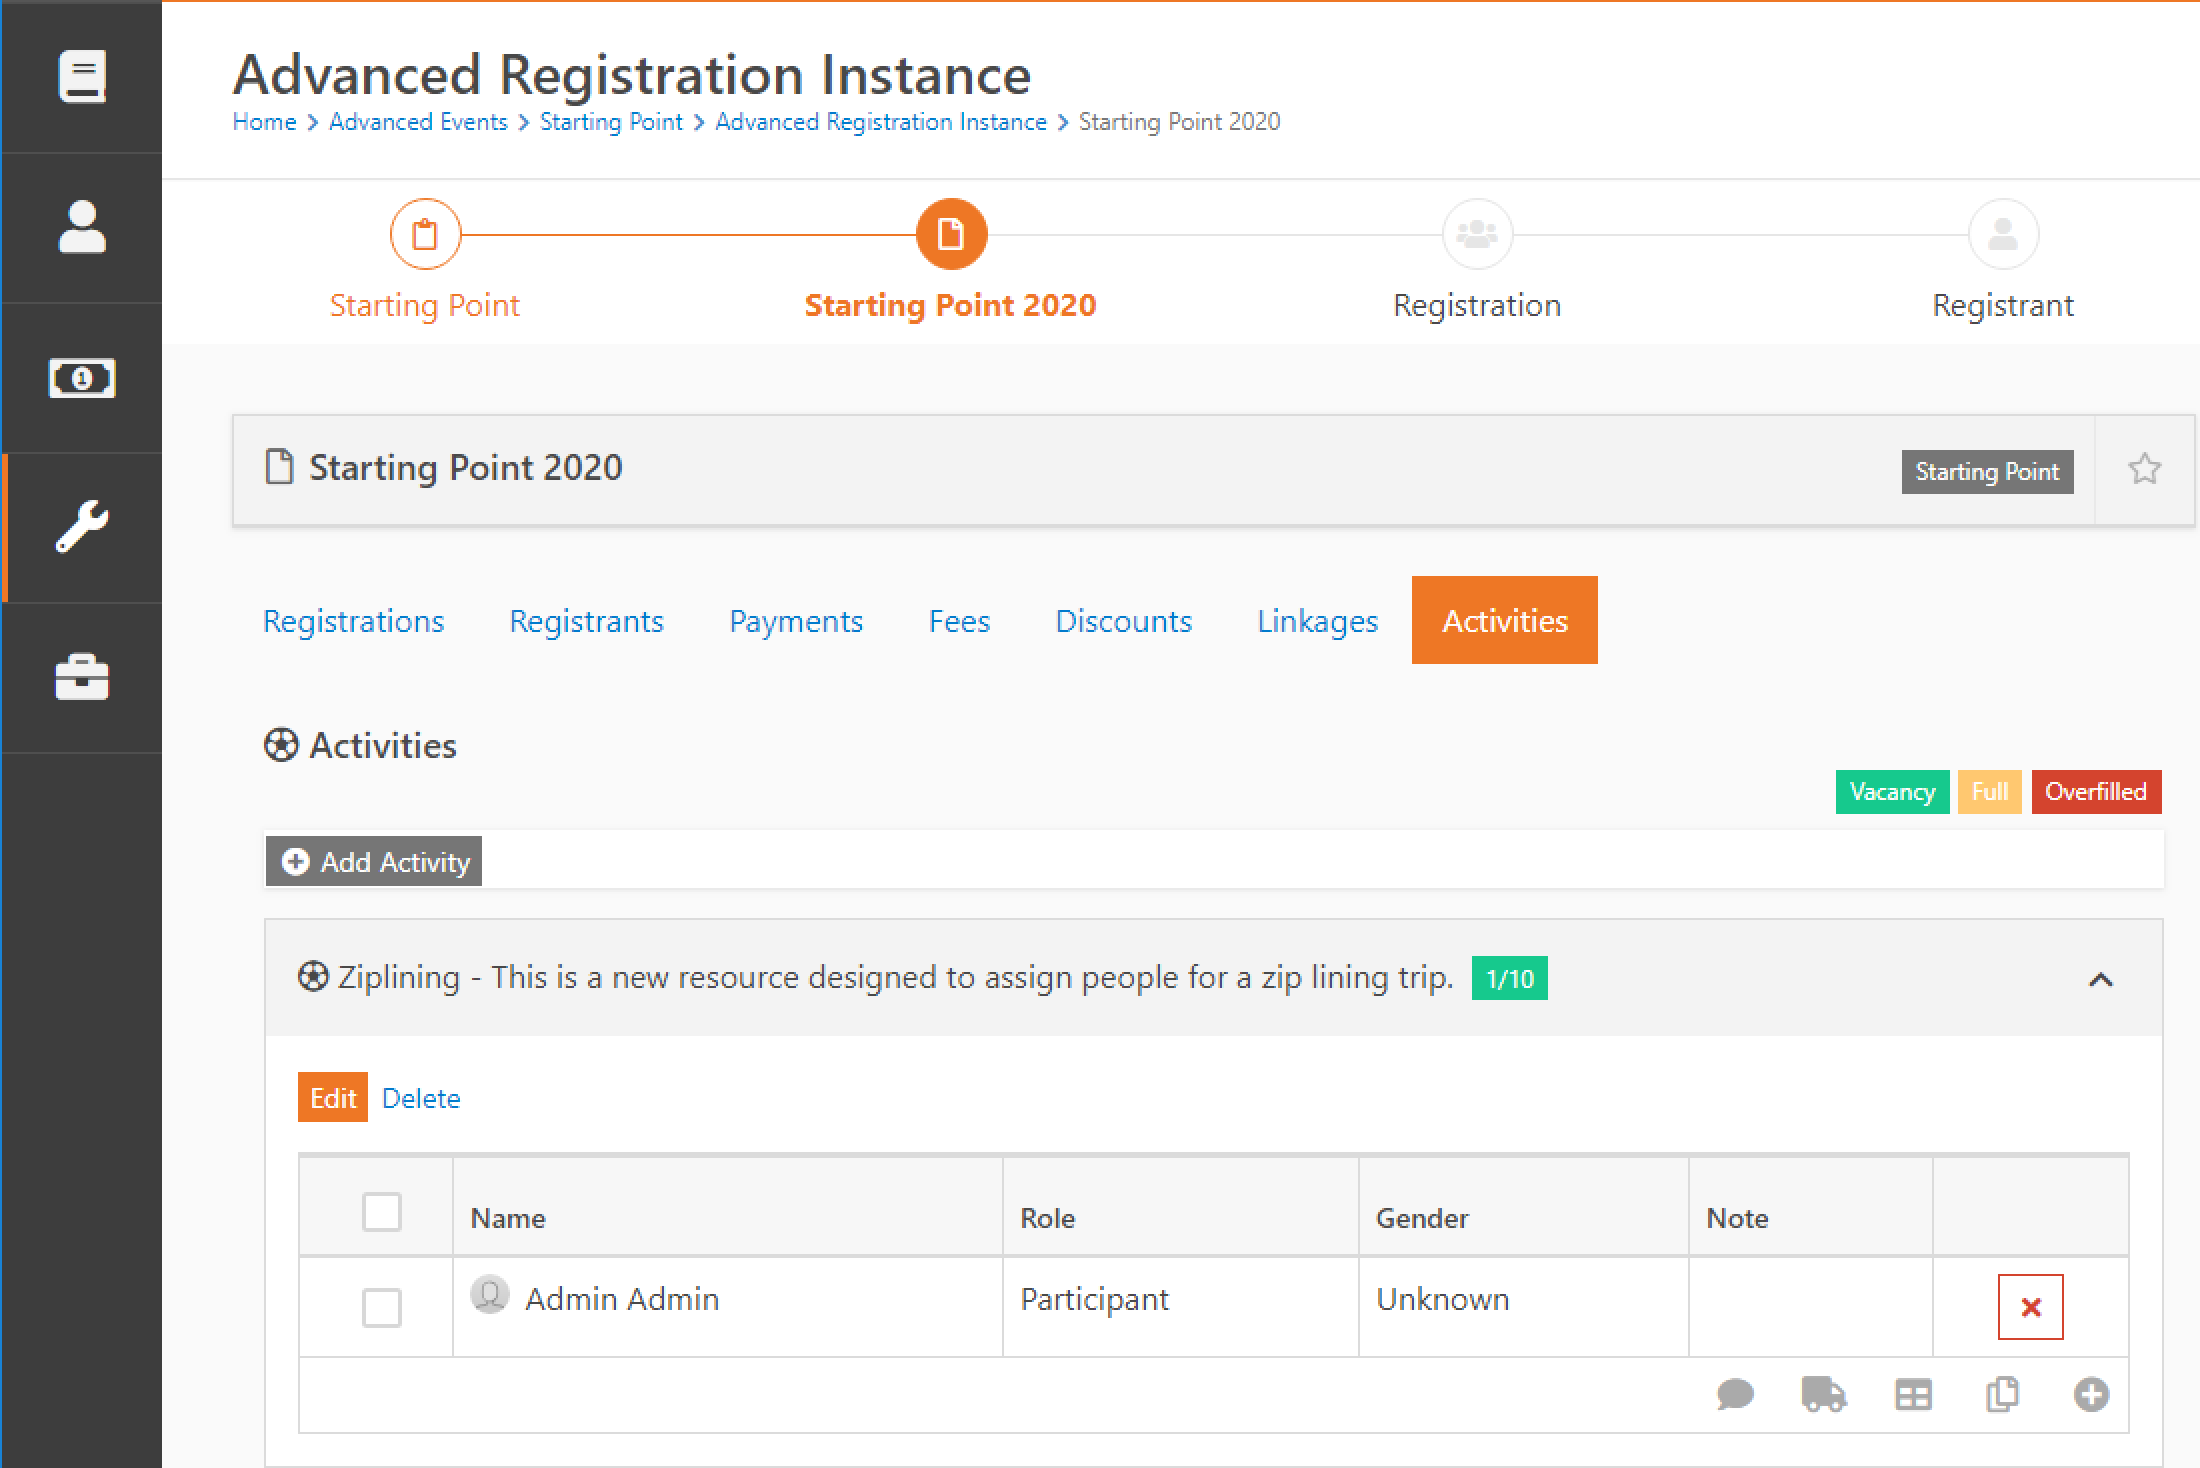 Advanced Registration Instance
Home > Advanced Events > Starting Point > Advanced Registration Instance > Starting Point 2020
Starting Point
Starting Point 2020
Registration
Registrant
Starting Point 2020
Starting Point
Registrations Registrants Payments Fees Discounts Linkages Activities
Activities
Vacancy Full Overfilled
Add Activity
Ziplining - This is a new resource designed to assign people for a zip lining trip. 1/10
Edit Delete
Name Role Gender Note
Admin Admin Participant Unknown